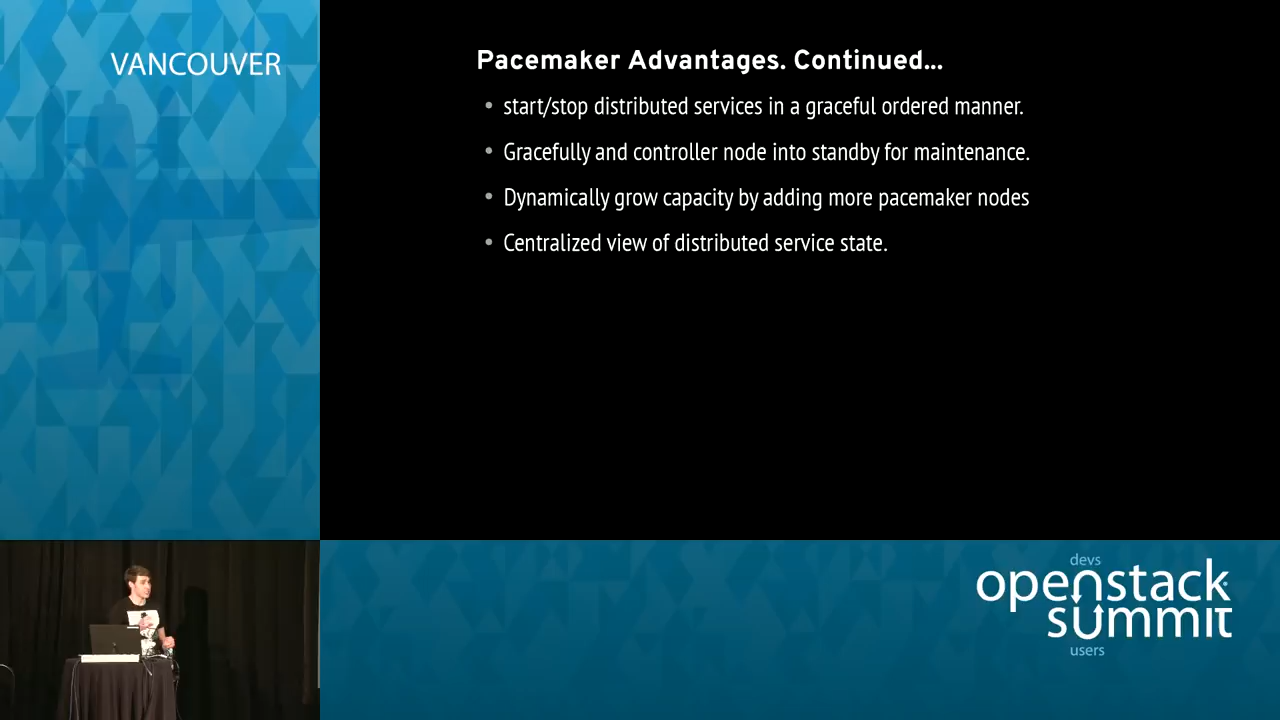 VANCOUVER
Pacemaker Advantages. Continued...
start/stop distributed services in a graceful ordered manner.
Gracefully and controller node into standby for maintenance.
Dynamically grow capacity by adding more pacemaker nodes
Centralized view of distributed service state.
devs
openstack
summit
users